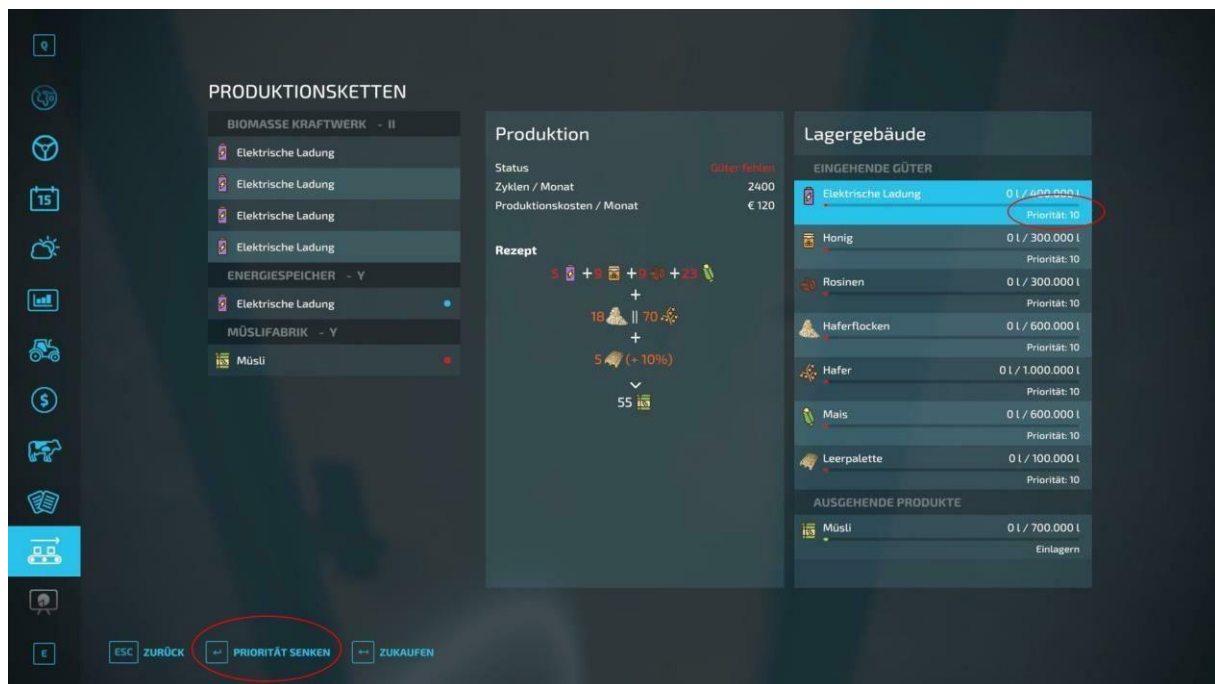 Q
PRODUKTIONSKETTEN
BIOMASSE KRAFTWERK - II
Elektrische Ladung
Elektrische Ladung
Elektrische Ladung
Elektrische Ladung
ENERGIESPEICHER - Y
Elektrische Ladung
MÜSLIFABRIK - Y
Müsli
15
$
E
Produktion
Status Güter fehlen
Zyklen / Monat 2400
Produktionskosten / Monat € 120
Rezept
5 + 9 + 9 + 23
+
18 || 70
+
5 (+ 10%)
55
Lagergebäude
EINGEHENDE GÜTER
Elektrische Ladung 0 l / 400.000 l
Priorität: 10
Honig 0 l / 300.000 l
Priorität: 10
Rosinen 0 l / 300.000 l
Priorität: 10
Haferflocken 0 l / 600.000 l
Priorität: 10
Hafer 0 l / 1.000.000 l
Priorität: 10
Mais 0 l / 600.000 l
Priorität: 10
Leerpalette 0 l / 100.000 l
Priorität: 10
AUSGEHENDE PRODUKTE
Müsli 0 l / 700.000 l
Einlagern
ESC ZURÜCK PRIORITÄT SENKEN ZUKAUFEN